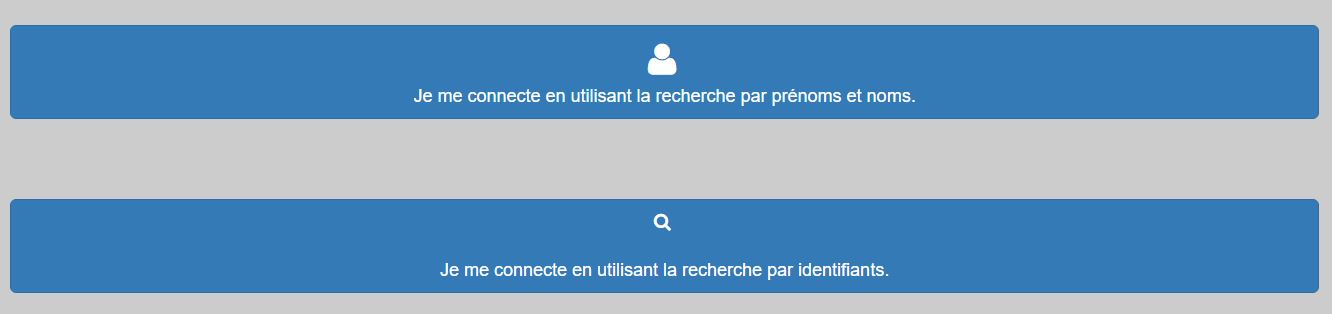 Je me connecte en utilisant la recherche par prénoms et noms.
Je me connecte en utilisant la recherche par identifiants.